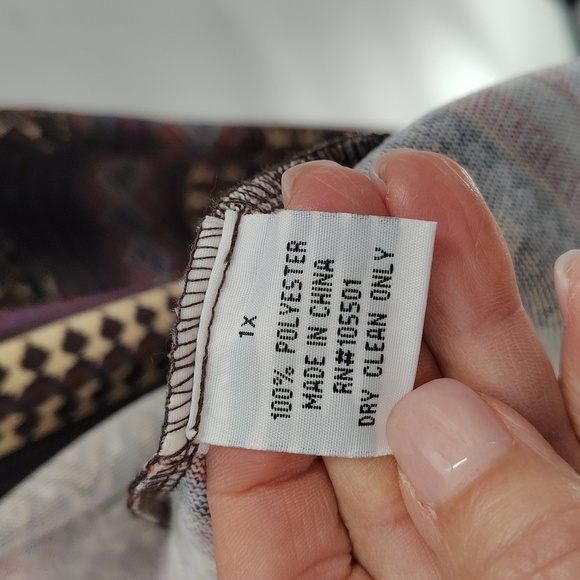 1X
100% POLYESTER
MADE IN CHINA
RN#105501
DRY CLEAN ONLY